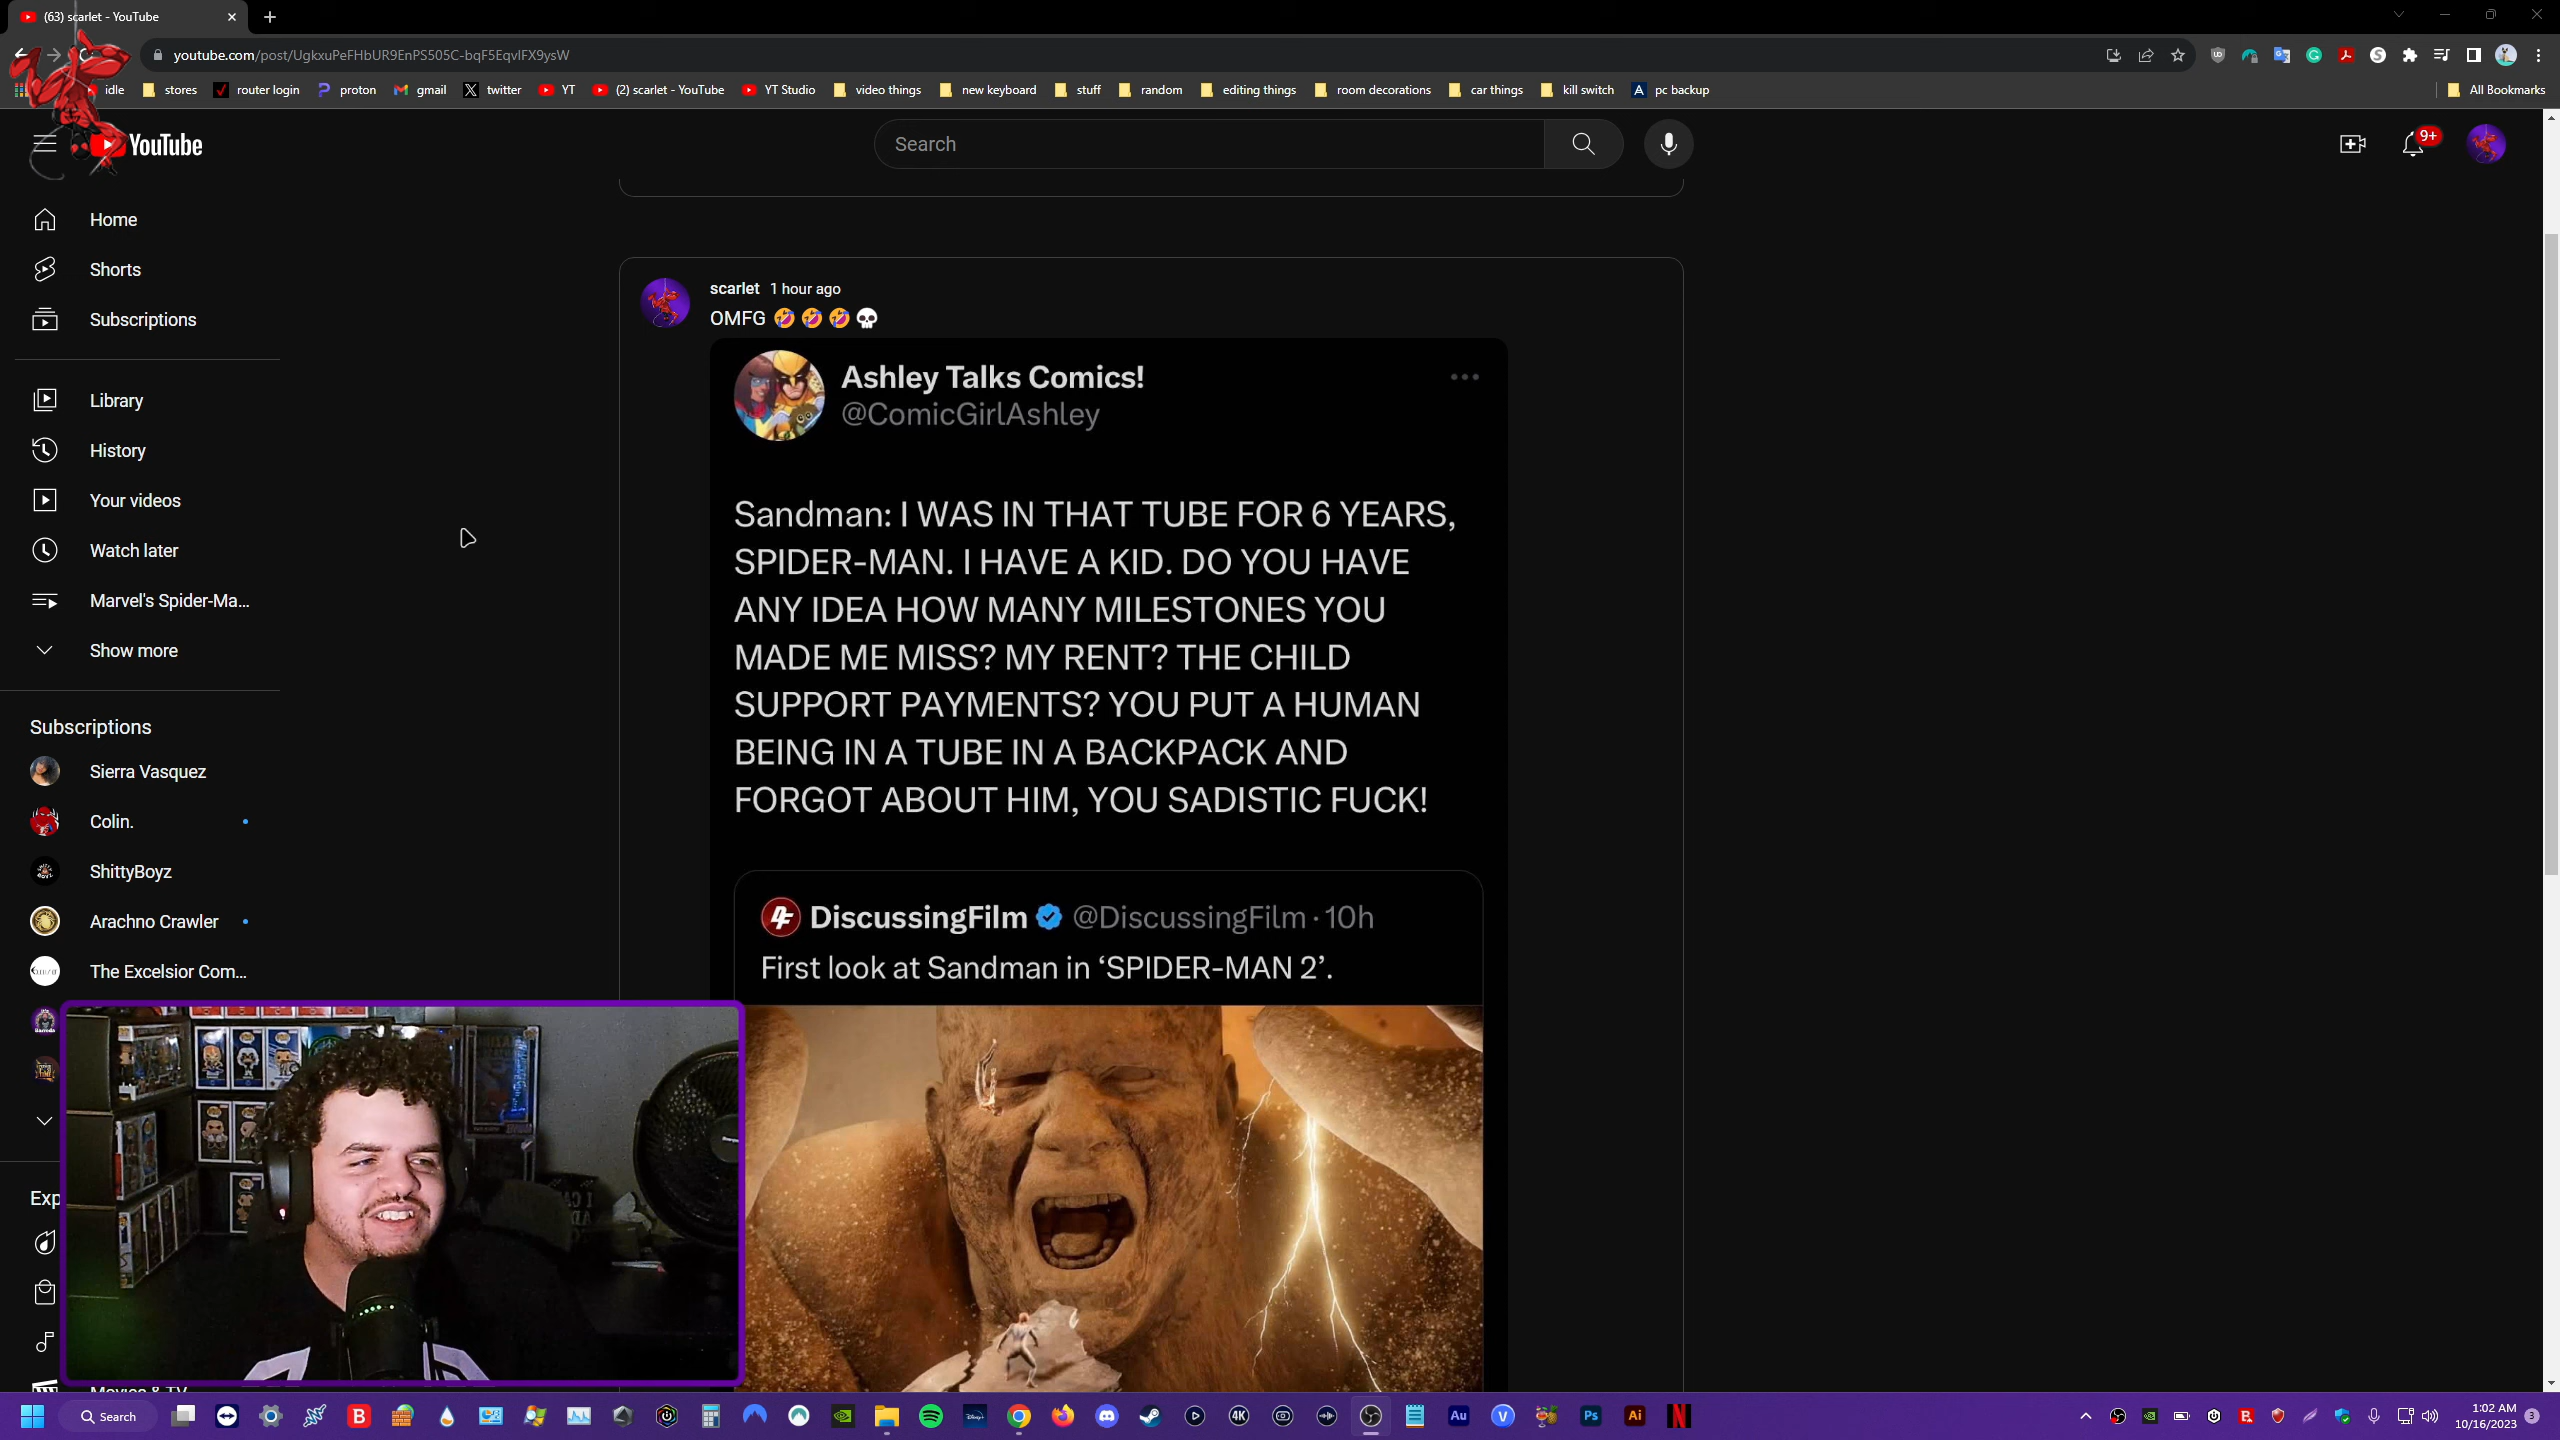 (63) scarlet - YouTube
youtube.com/post/UgkxuPeFHbUR9EnPS505C-bqF5EqvlFX9ysW
idle stores router login proton gmail twitter YT (2) scarlet - YouTube YT Studio video things new keyboard stuff random editing things room decorations car things kill switch pc backup All Bookmarks
YouTube
Search
9+
Home
Shorts
Subscriptions
Library
History
Your videos
Watch later
Marvel's Spider-Ma...
Show more
Subscriptions
Sierra Vasquez
Colin.
ShittyBoyz
Arachno Crawler
The Excelsior Com...
Exp
scarlet 1 hour ago
OMFG 🤣🤣🤣💀
Ashley Talks Comics!
@ComicGirlAshley
Sandman: I WAS IN THAT TUBE FOR 6 YEARS,
SPIDER-MAN. I HAVE A KID. DO YOU HAVE
ANY IDEA HOW MANY MILESTONES YOU
MADE ME MISS? MY RENT? THE CHILD
SUPPORT PAYMENTS? YOU PUT A HUMAN
BEING IN A TUBE IN A BACKPACK AND
FORGOT ABOUT HIM, YOU SADISTIC FUCK!
DiscussingFilm @DiscussingFilm · 10h
First look at Sandman in ‘SPIDER-MAN 2’.
Movies & TV
Search
1:02 AM
10/16/2023
3